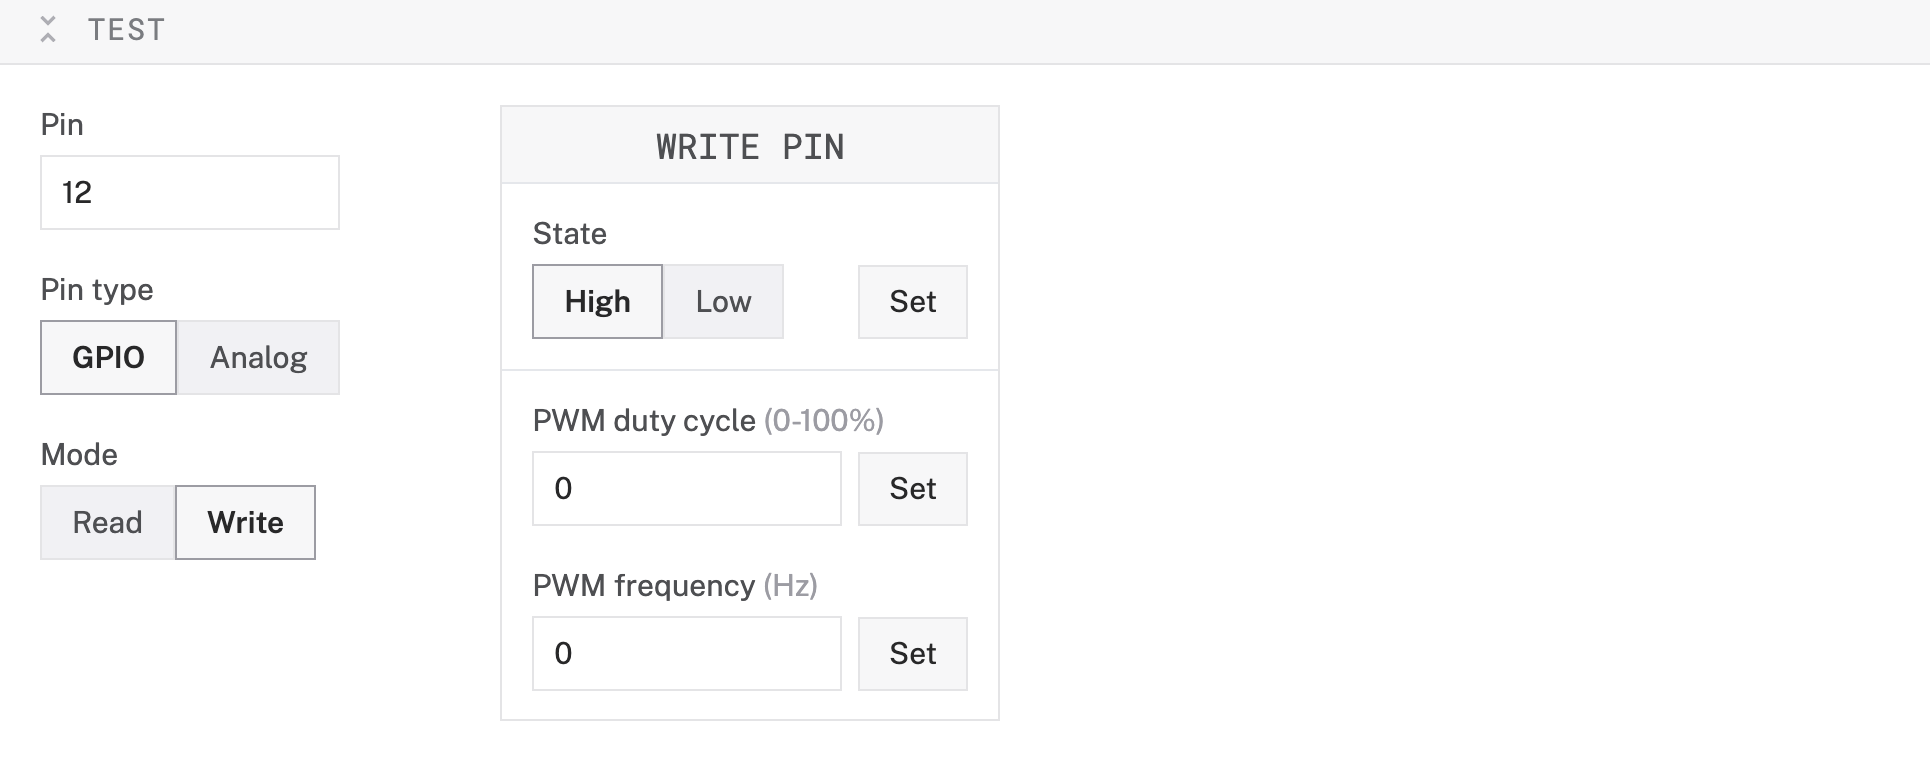 TEST
Pin
12
Pin type
GPIO Analog
Mode
Read Write
WRITE PIN
State
High Low Set
PWM duty cycle (0-100%)
0 Set
PWM frequency (Hz)
0 Set